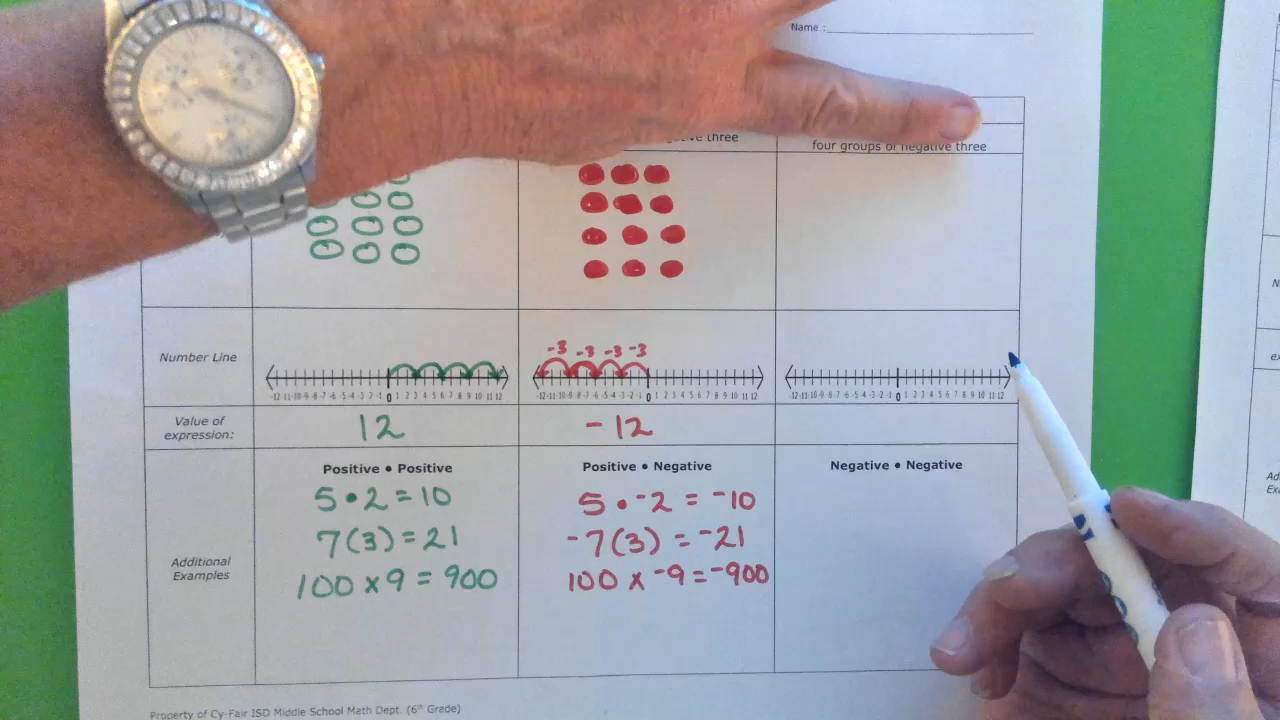 Name :
three
four groups of negative three
Number Line
-3 -3 -3 -3
-12 -11 -10 -9 -8 -7 -6 -5 -4 -3 -2 -1 0 1 2 3 4 5 6 7 8 9 10 11 12
-12 -11 -10 -9 -8 -7 -6 -5 -4 -3 -2 -1 0 1 2 3 4 5 6 7 8 9 10 11 12
-12 -11 -10 -9 -8 -7 -6 -5 -4 -3 -2 -1 0 1 2 3 4 5 6 7 8 9 10 11 12
Value of
expression:
12
-12
Positive • Positive
Positive • Negative
Negative • Negative
5 • 2 = 10
5 • -2 = -10
7(3) = 21
-7(3) = -21
Additional
Examples
100 x 9 = 900
100 x -9 = -900
Property of Cy-Fair ISD Middle School Math Dept. (6th Grade)